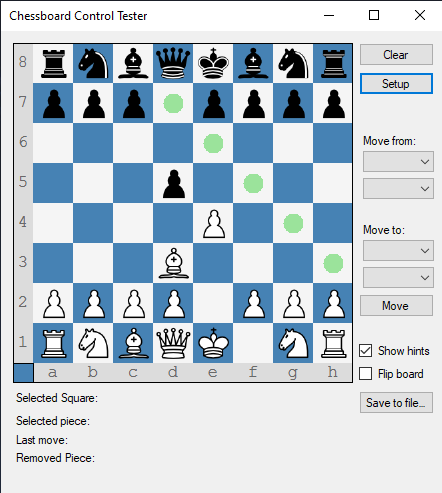 Chessboard Control Tester
8
Clear
7
Setup
6
Move from:
5
4
Move to:
3
2
Move
1
Show hints
a b c d e f g h
Flip board
Selected Square:
Save to file...
Selected piece:
Last move:
Removed Piece: